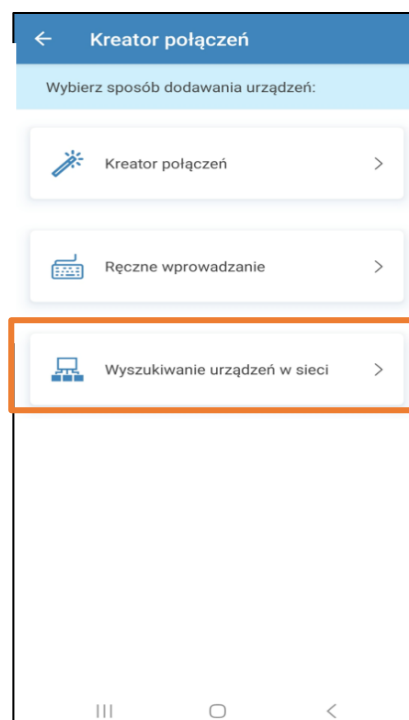 Kreator połączeń
Wybierz sposób dodawania urządzeń:
Kreator połączeń
Ręczne wprowadzanie
Wyszukiwanie urządzeń w sieci